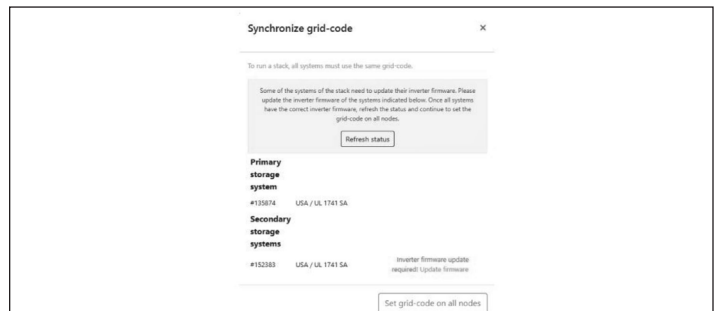 Synchronize grid-code ×
To run a stack, all systems must use the same grid-code.
Some of the systems of the stack need to update their inverter firmware. Please
update the inverter firmware of the systems indicated below. Once all systems
have the correct inverter firmware, refresh the status and continue to set the
grid-code on all nodes.
Refresh status
Primary
storage
system
#135874 USA / UL 1741 SA
Secondary
storage
systems
Inverter firmware update
#152383 USA / UL 1741 SA
required! Update firmware
Set grid-code on all nodes